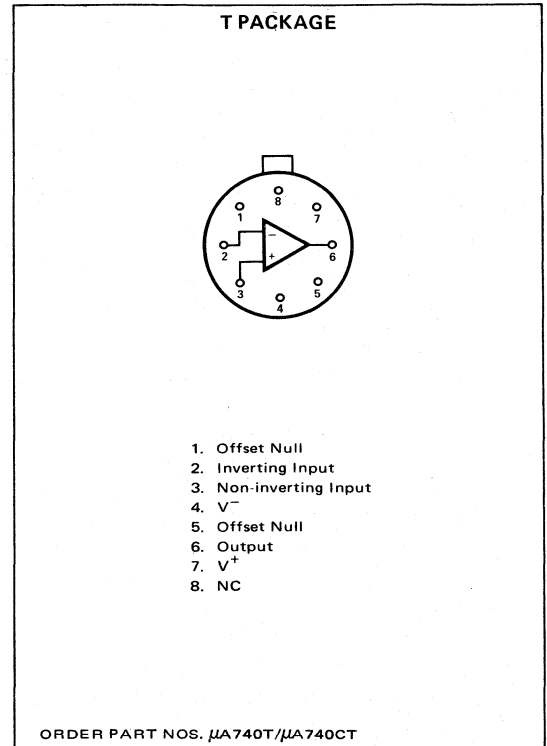 T PACKAGE
8
1
7
−
2
6
+
3
5
4
1. Offset Null
2. Inverting Input
3. Non-inverting Input
4. V⁻
5. Offset Null
6. Output
7. V⁺
8. NC
ORDER PART NOS. μA740T/μA740CT